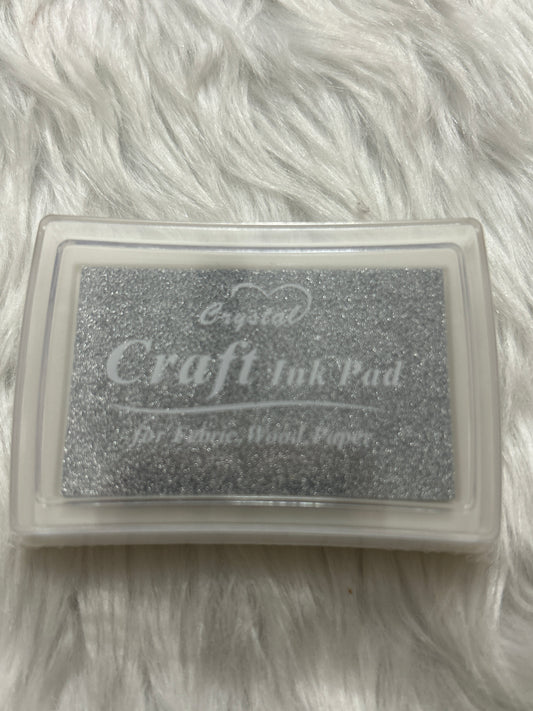 Crystal
Craft Ink Pad
for Fabric, Wood, Paper